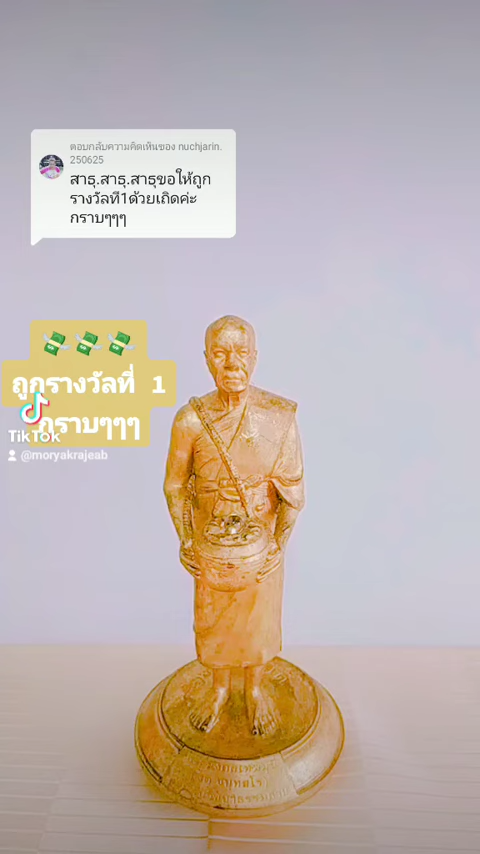 ตอบกลับความคิดเห็นของ nuchjarin.
250625
สาธุ.สาธุ.สาธุขอให้ถูก
รางวัลที1ด้วยเถิดค่ะ
กราบๆๆๆ
ถูกรางวัลที่ 1
กราบๆๆๆ
TikTok
@moryakrajeab